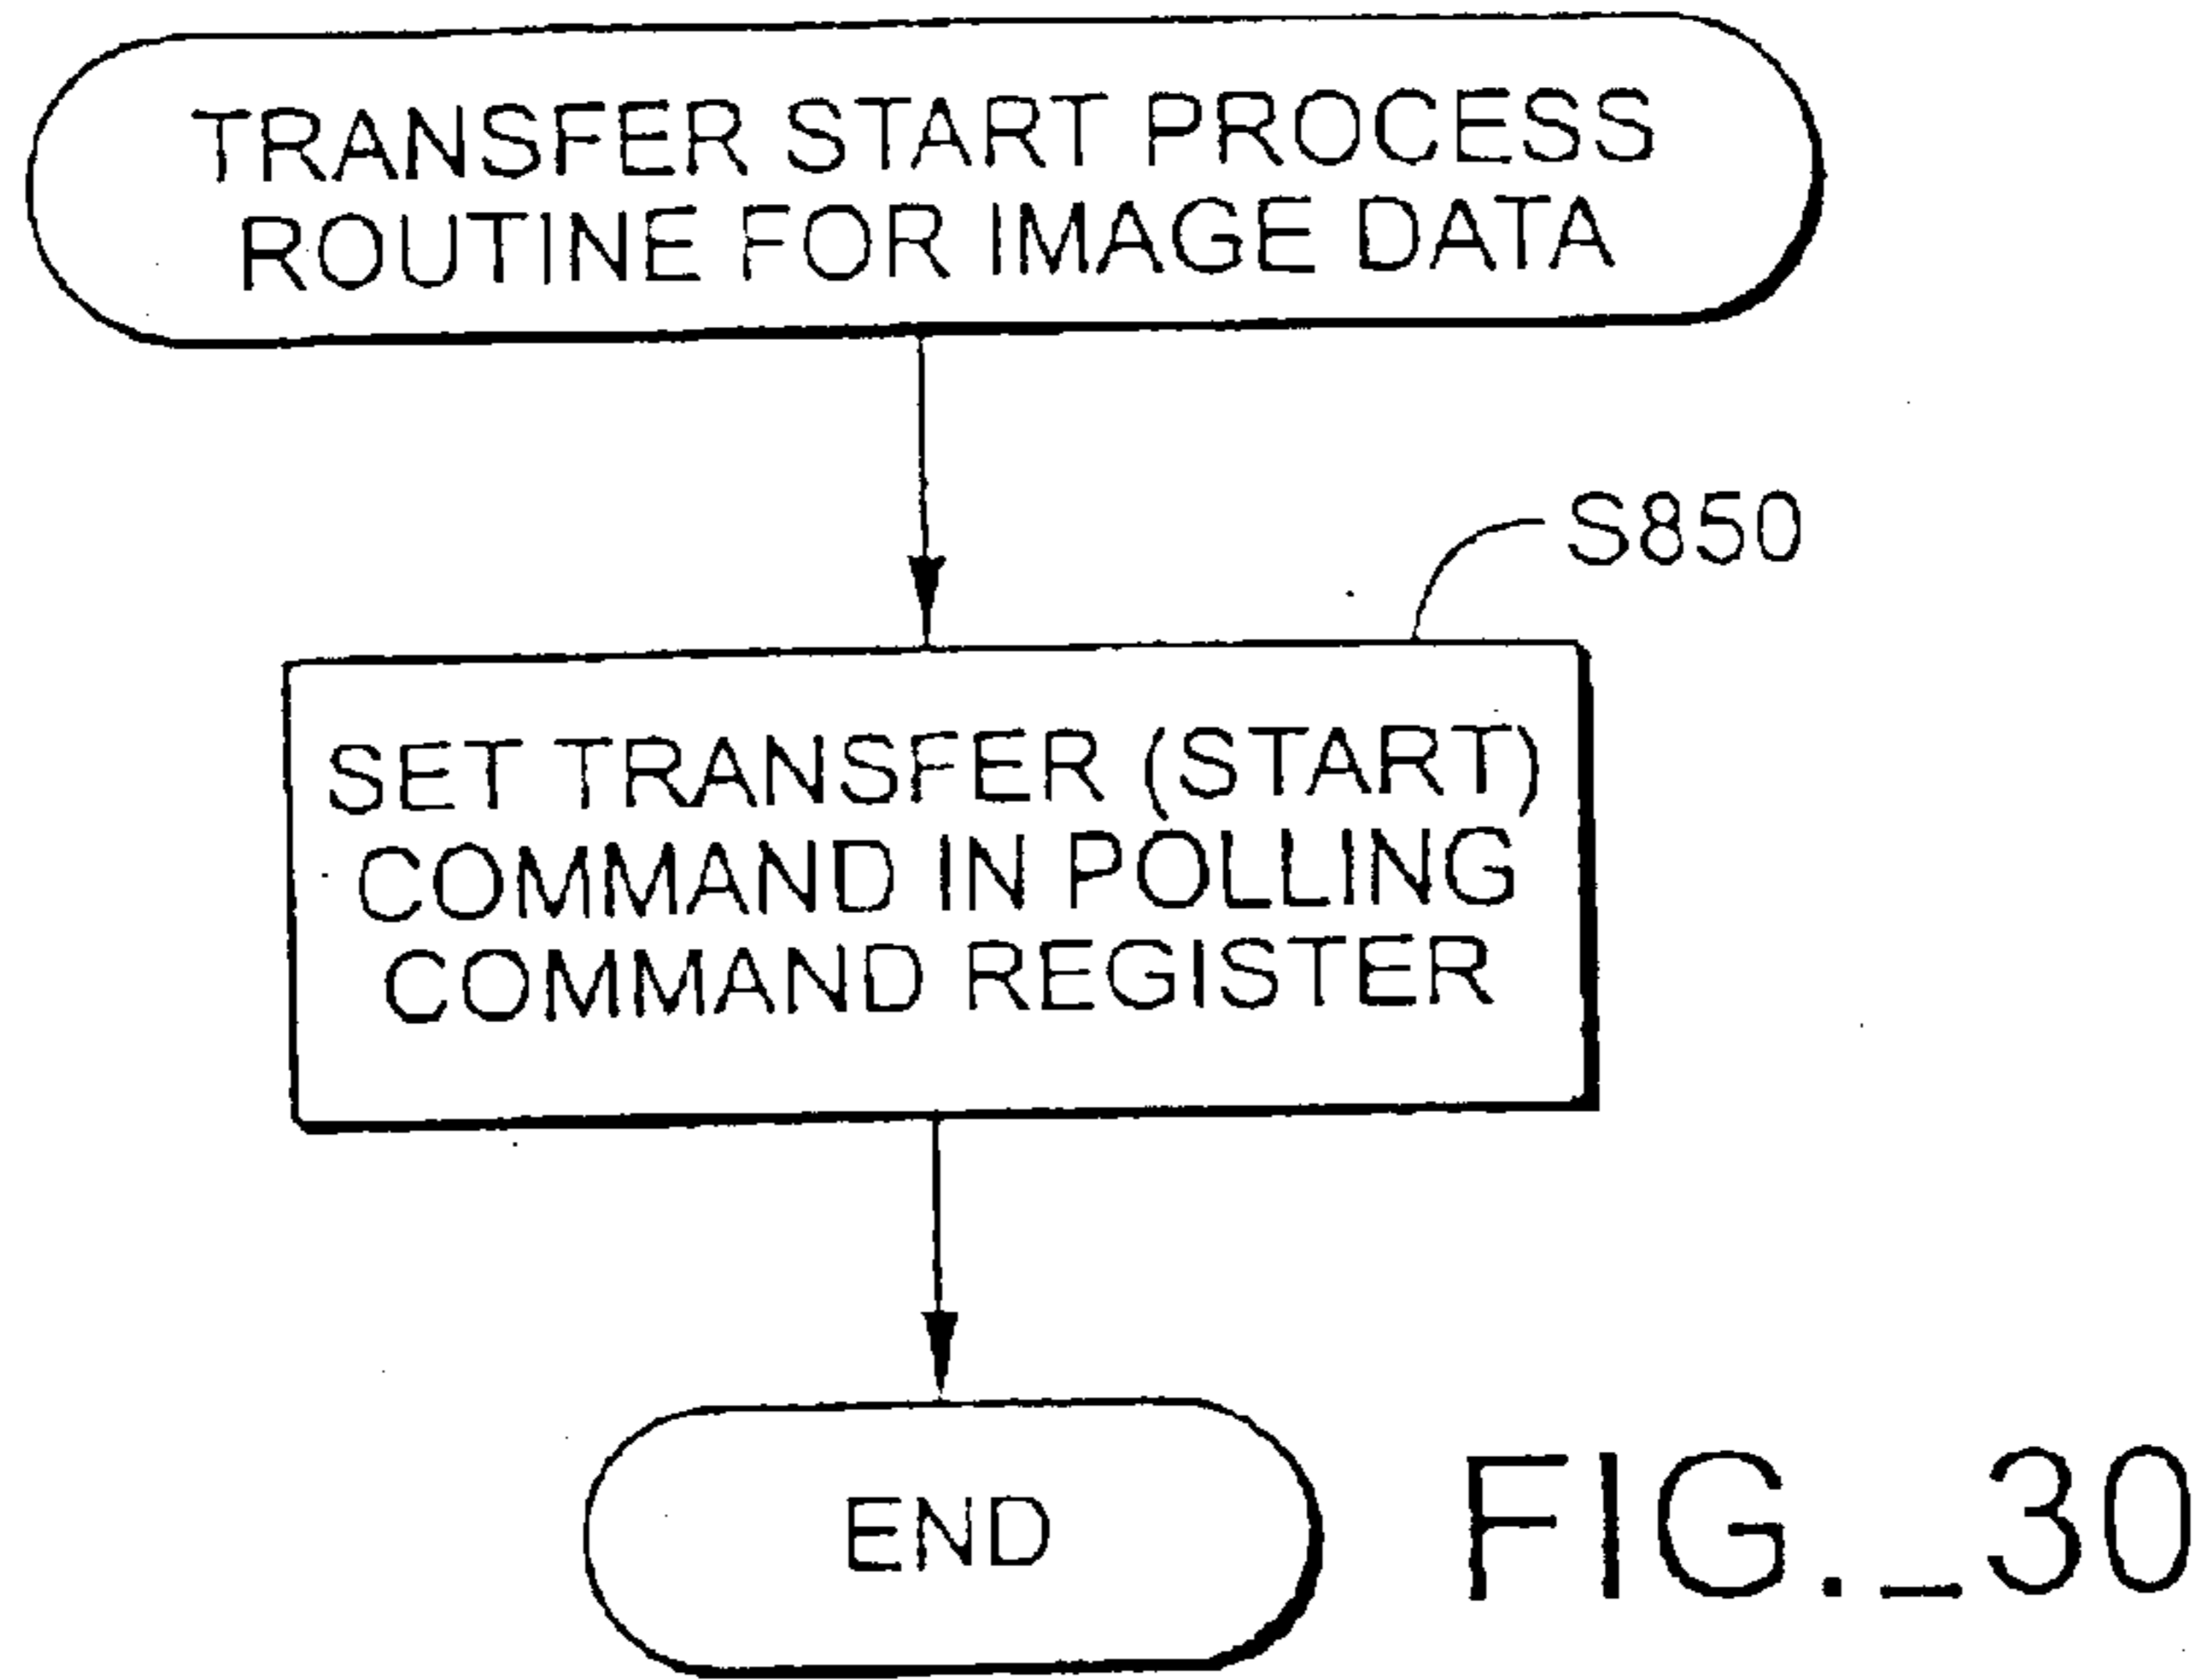 TRANSFER START PROCESS
ROUTINE FOR IMAGE DATA
S850
SET TRANSFER (START)
COMMAND IN POLLING
COMMAND REGISTER
END
FIG._30